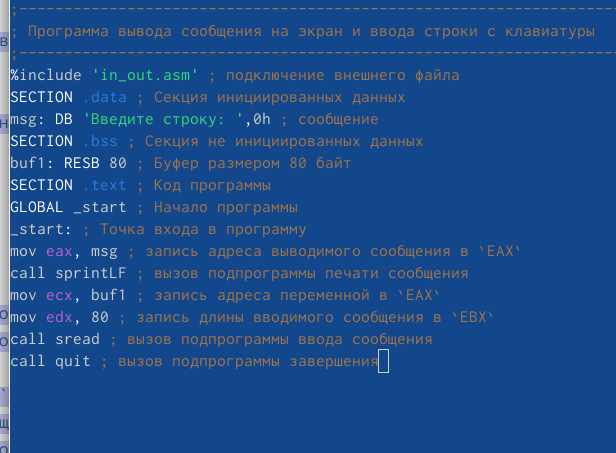 ;------------------------------------------------------------------
; Программа вывода сообщения на экран и ввода строки с клавиатуры
;------------------------------------------------------------------
%include 'in_out.asm' ; подключение внешнего файла
SECTION .data ; Секция инициированных данных
msg: DB 'Введите строку: ',0h ; сообщение
SECTION .bss ; Секция не инициированных данных
buf1: RESB 80 ; Буфер размером 80 байт
SECTION .text ; Код программы
GLOBAL _start ; Начало программы
_start: ; Точка входа в программу
mov eax, msg ; запись адреса выводимого сообщения в `EAX`
call sprintLF ; вызов подпрограммы печати сообщения
mov ecx, buf1 ; запись адреса переменной в `EAX`
mov edx, 80 ; запись длины вводимого сообщения в `EBX`
call sread ; вызов подпрограммы ввода сообщения
call quit ; вызов подпрограммы завершения